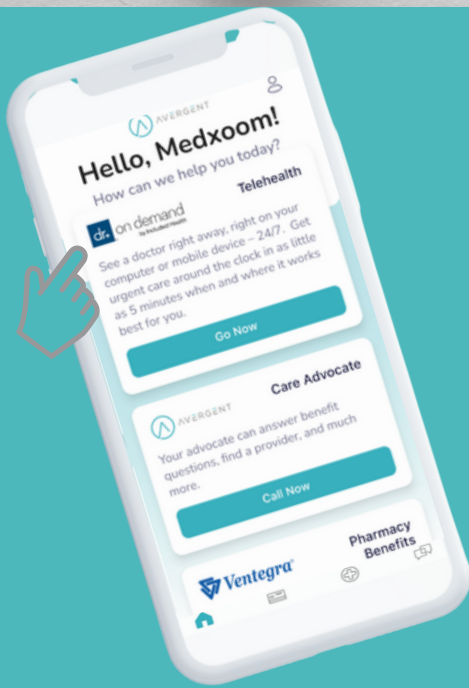 AVERGENT
Hello, Medxoom!
How can we help you today?
dr. on demand
by Included Health
Telehealth
See a doctor right away, right on your
computer or mobile device – 24/7. Get
urgent care around the clock in as little
as 5 minutes when and where it works
best for you.
Go Now
AVERGENT
Care Advocate
Your advocate can answer benefit
questions, find a provider, and much
more.
Call Now
Ventegra
Pharmacy
Benefits